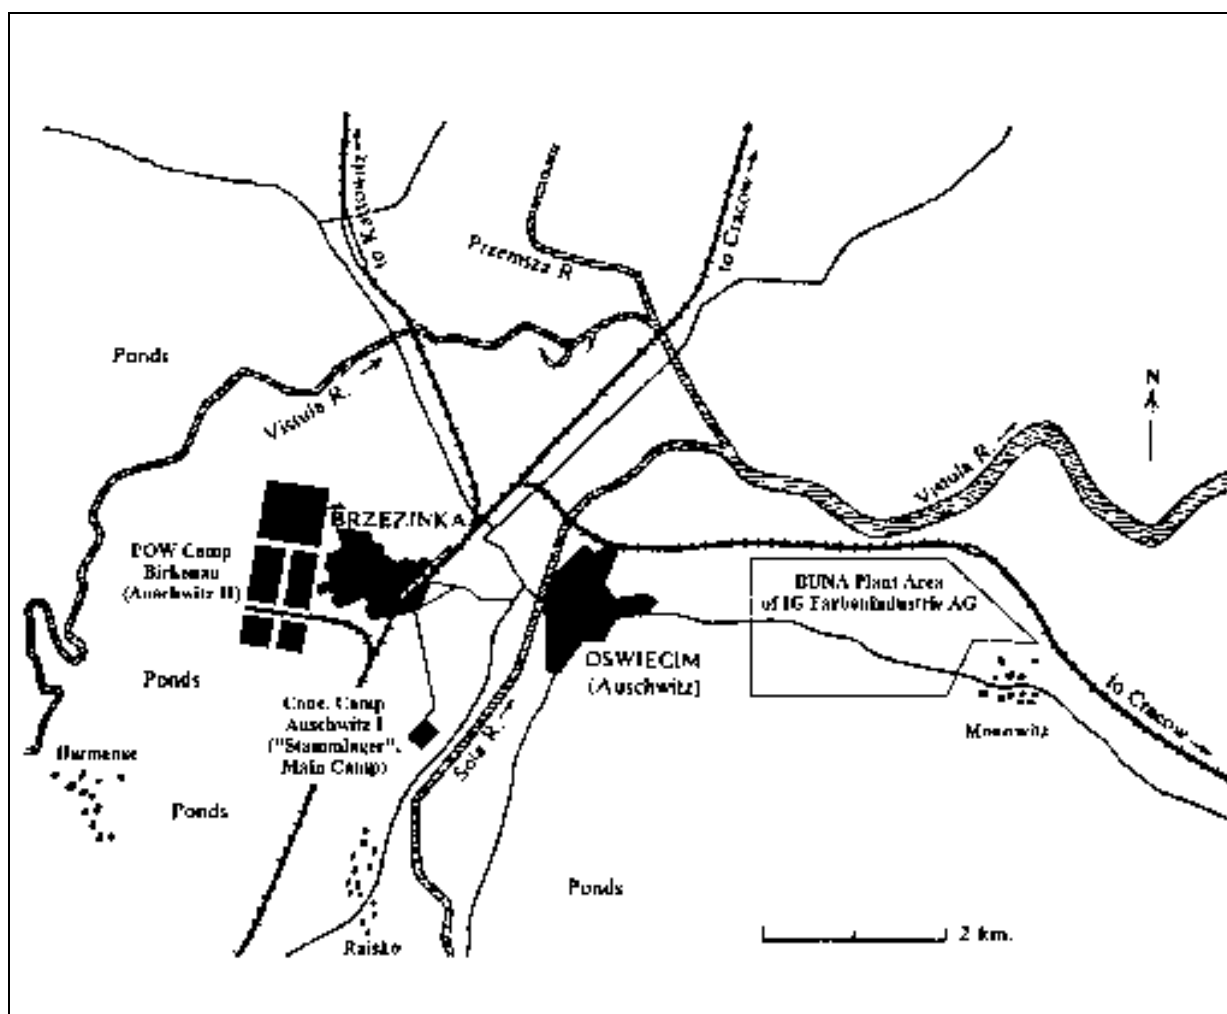 to Kattowitz →
to Cracow →
Przemsza R
Ponds
Vistula R. →
N
Vistula R. →
BRZEZINKA
POW Camp
Birkenau
(Auschwitz II)
BUNA Plant Area
of IG Farbenindustrie AG
OSWIECIM
(Auschwitz)
Ponds
Conc. Camp
Auschwitz I
("Stammlager",
Main Camp)
Sola R. →
Monowitz
to Cracow →
Harmense
Ponds
Ponds
Raisko
2 km.